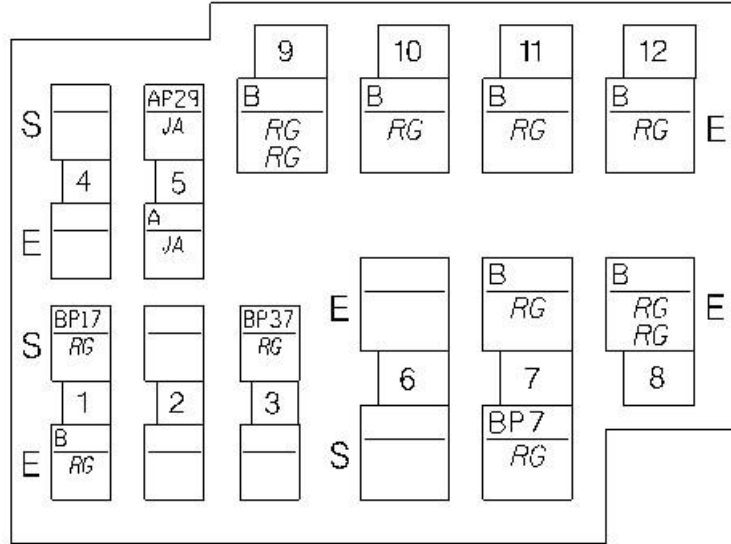 9 10 11 12
B B B B
RG RG RG RG
RG
E
S
AP29
JA
4 5
E
A
JA
S
BP17
RG
BP37
RG
1 2 3
E
B
RG
E
B
RG
B
RG
RG
E
6 7 8
S
BP7
RG